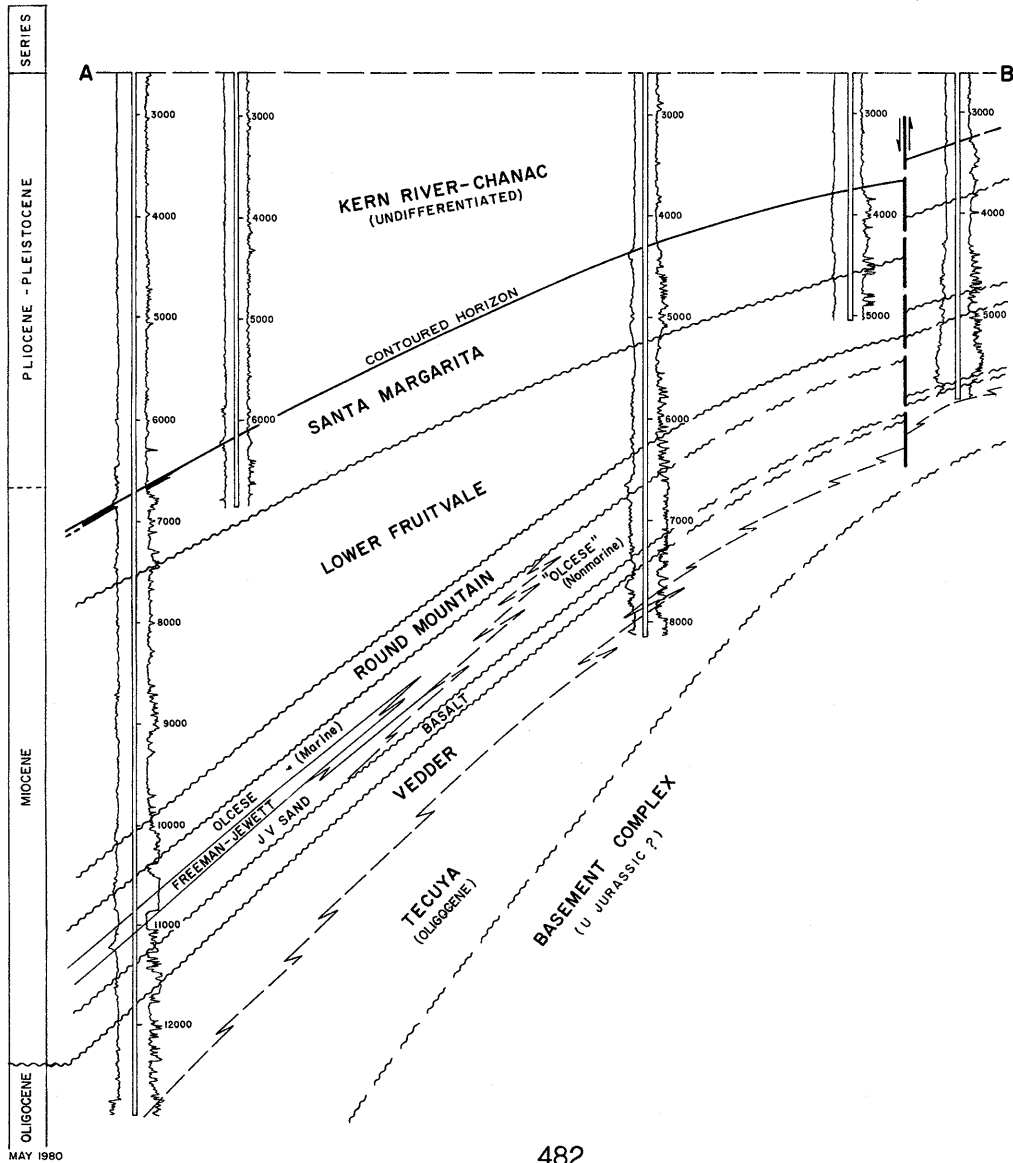 SERIES
PLIOCENE - PLEISTOCENE
MIOCENE
OLIGOCENE
A
B
3000
4000
5000
6000
7000
8000
9000
10000
11000
12000
3000
4000
5000
6000
3000
4000
5000
6000
7000
8000
3000
4000
5000
3000
4000
5000
KERN RIVER-CHANAC
(UNDIFFERENTIATED)
CONTOURED HORIZON
SANTA MARGARITA
LOWER FRUITVALE
ROUND MOUNTAIN
"OLCESE"
(Nonmarine)
OLCESE (Marine)
FREEMAN-JEWETT
J V SAND
BASALT
VEDDER
TECUYA
(OLIGOCENE)
BASEMENT COMPLEX
(U JURASSIC ?)
MAY 1980
482